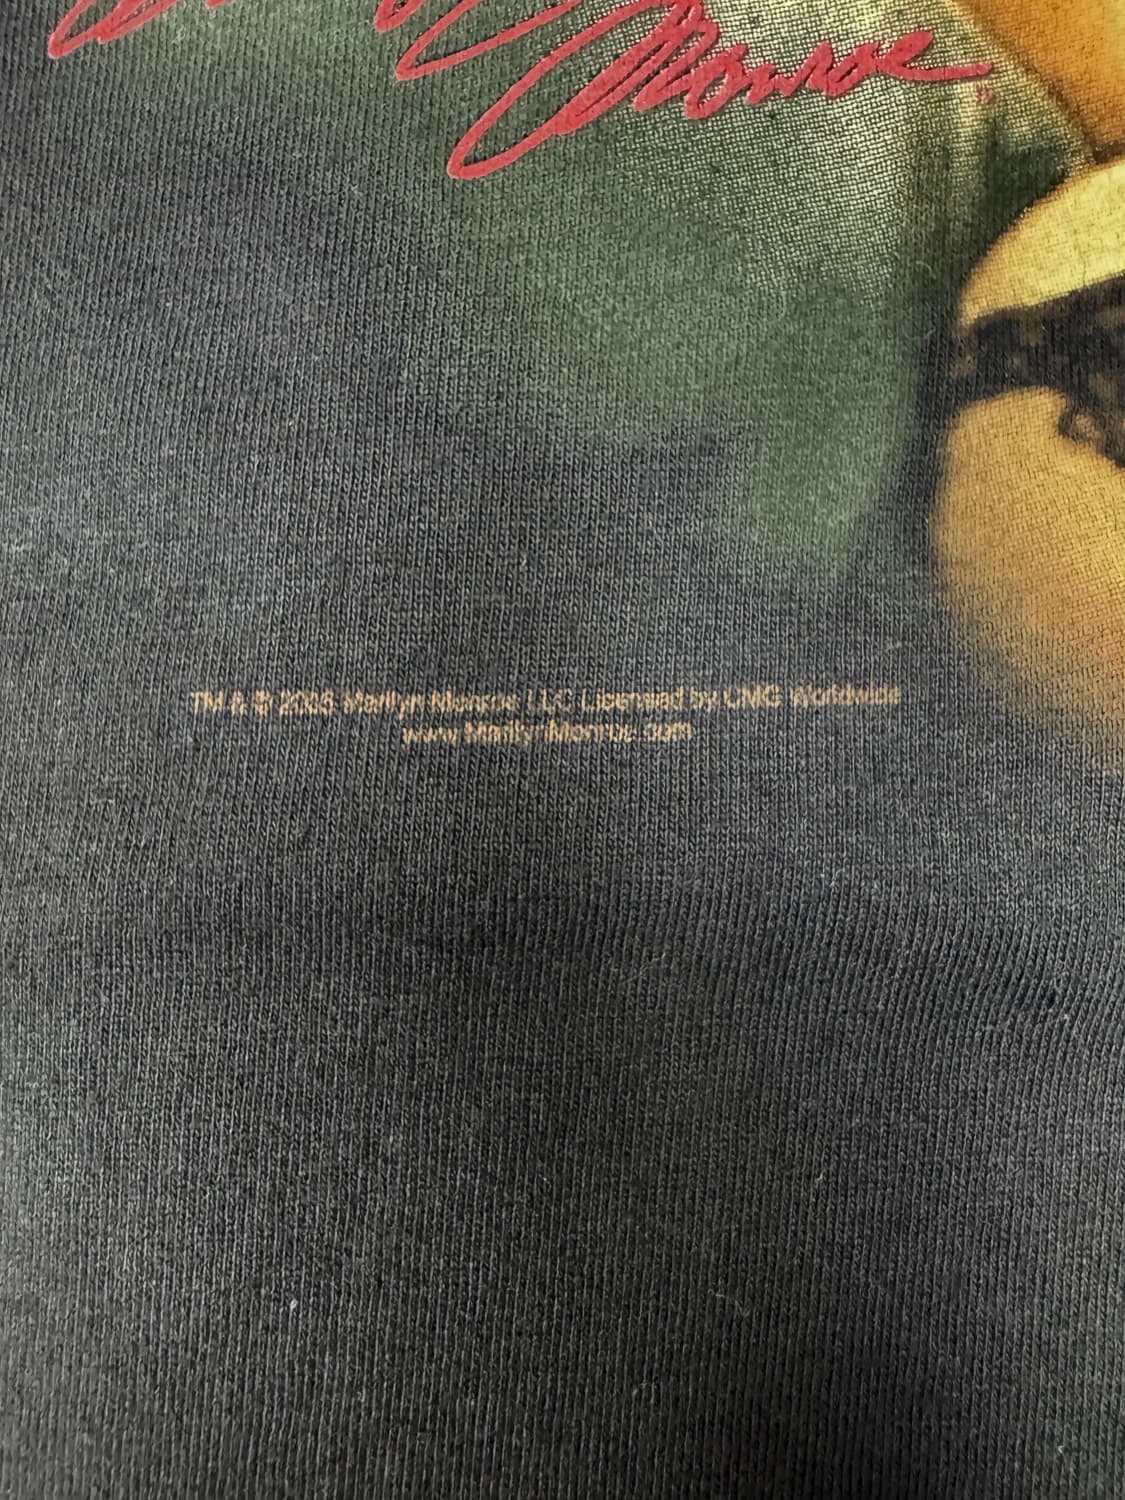 Monroe
TM & © Marilyn Monroe LLC Licensed by CMG Worldwide
www.MarilynMonroe.com